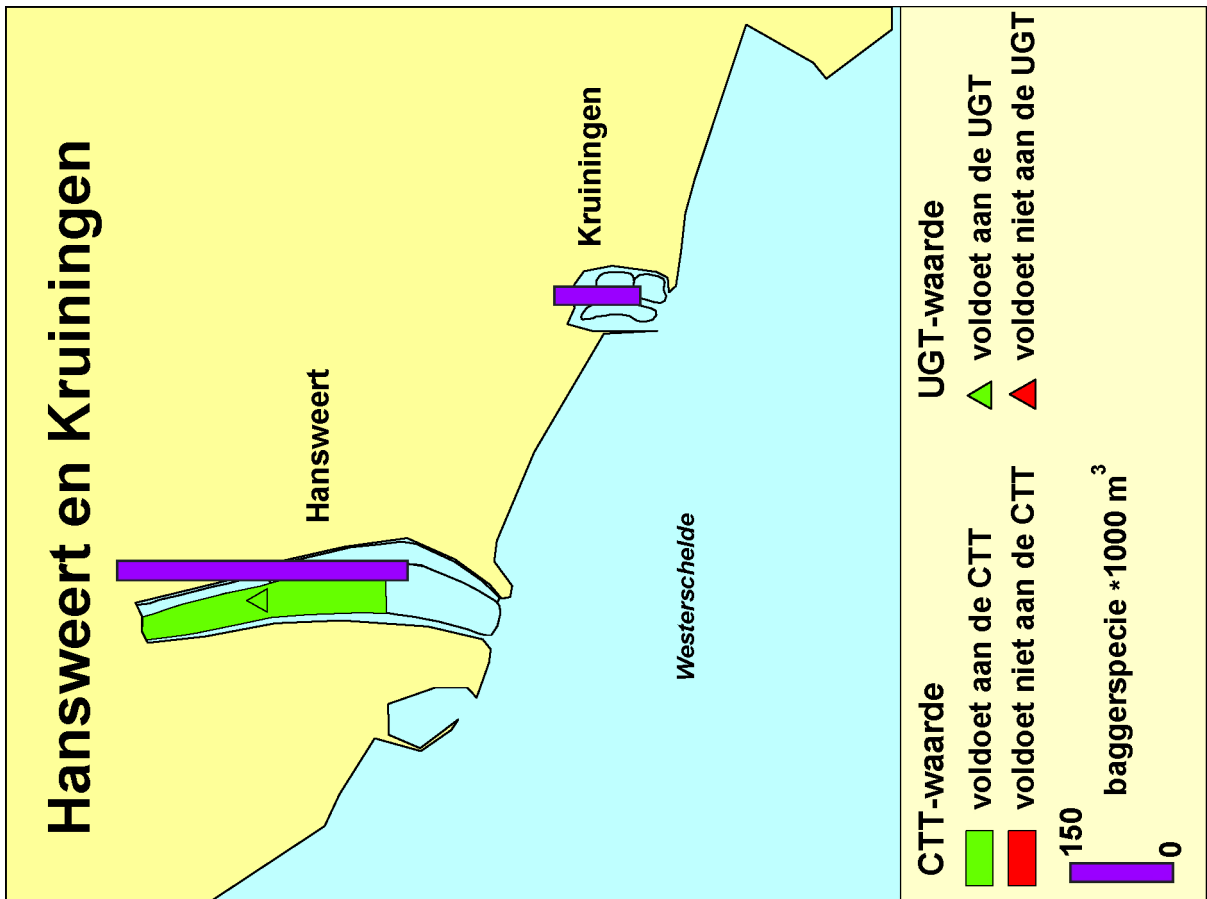 Hansweert en Kruiningen
Hansweert
Kruiningen
Westerschelde
CTT-waarde
voldoet aan de CTT
voldoet niet aan de CTT
150
0
baggerspecie *1000 m³
UGT-waarde
voldoet aan de UGT
voldoet niet aan de UGT